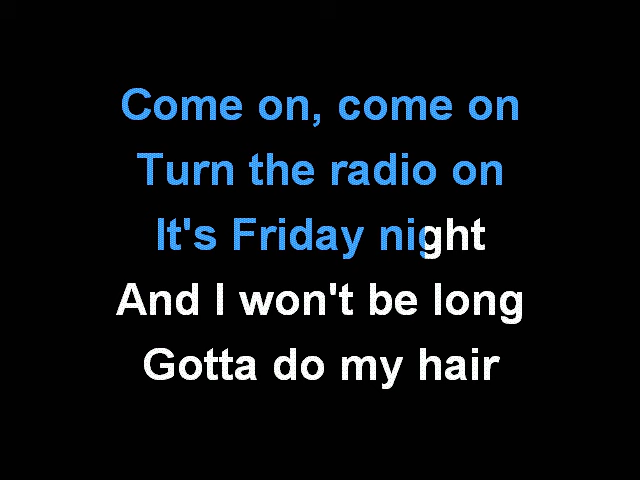 Come on, come on
Turn the radio on
It's Friday night
And I won't be long
Gotta do my hair